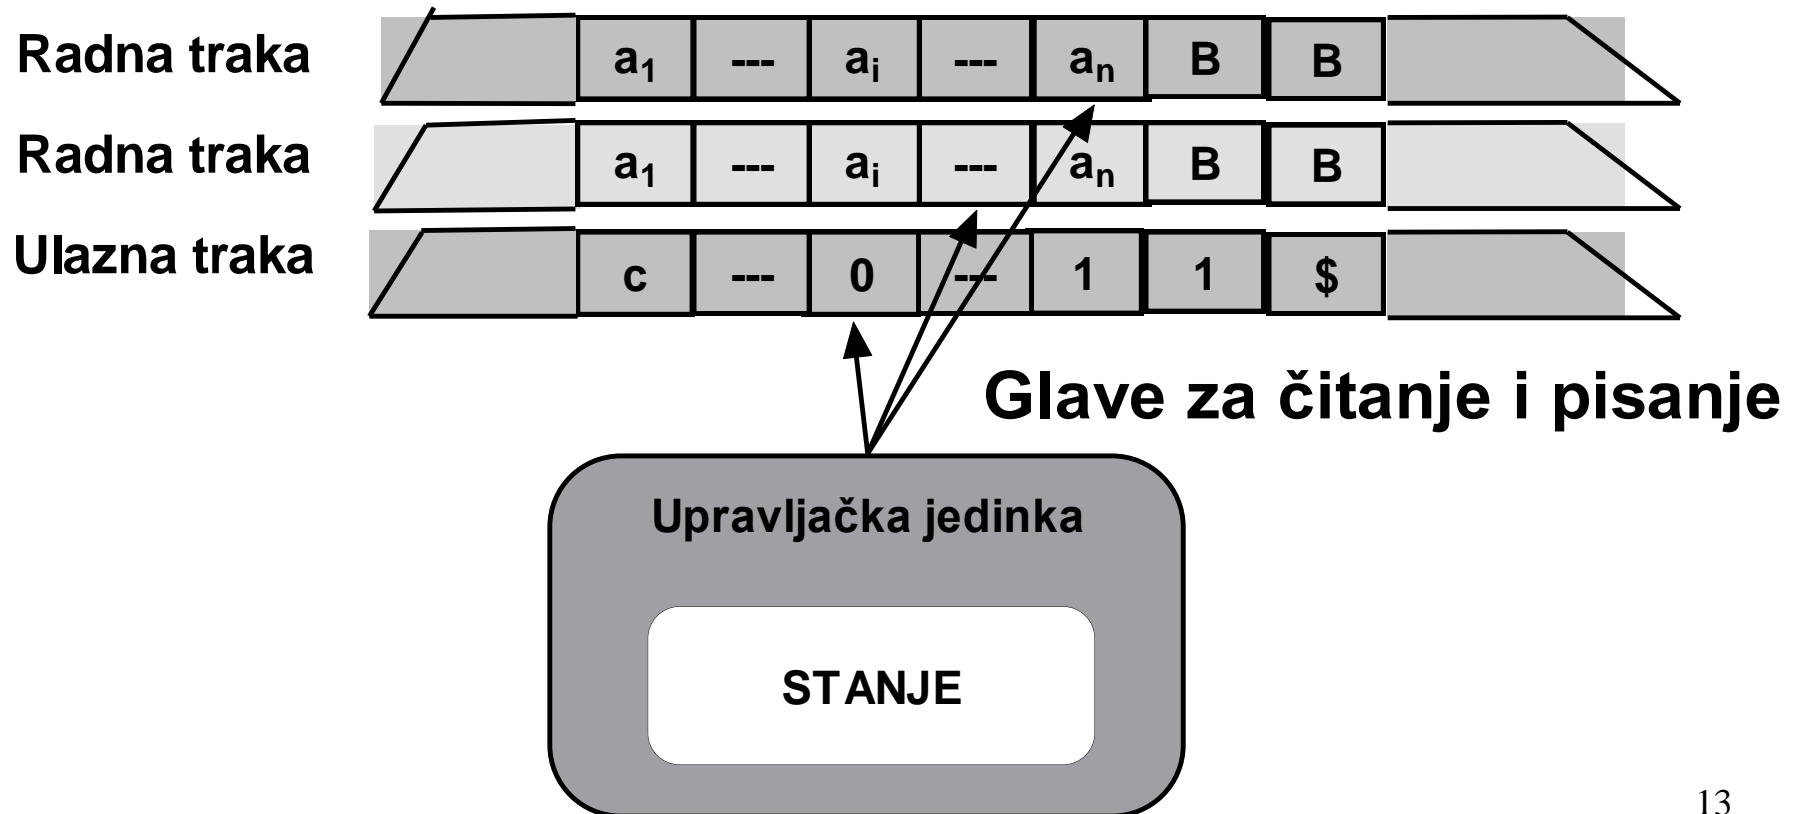 Radna traka a₁ --- aᵢ --- aₙ B B
Radna traka a₁ --- aᵢ --- aₙ B B
Ulazna traka c --- 0 --- 1 1 $
Glave za čitanje i pisanje
Upravljačka jedinka
STANJE
13